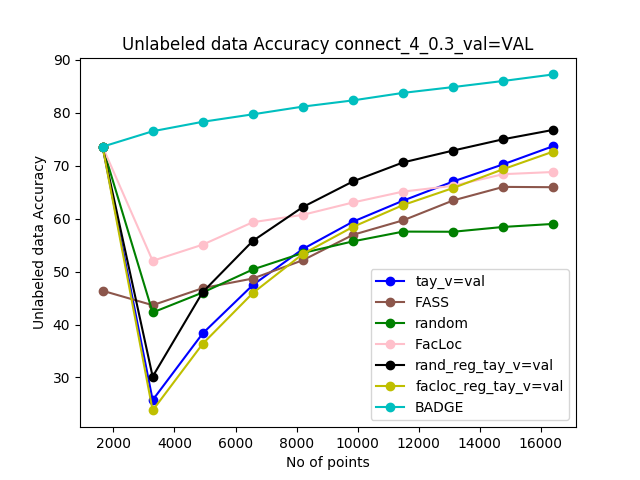 Unlabeled data Accuracy connect_4_0.3_val=VAL
90
80
70
60
50
40
30
Unlabeled data Accuracy
2000 4000 6000 8000 10000 12000 14000 16000
No of points
tay_v=val
FASS
random
FacLoc
rand_reg_tay_v=val
facloc_reg_tay_v=val
BADGE